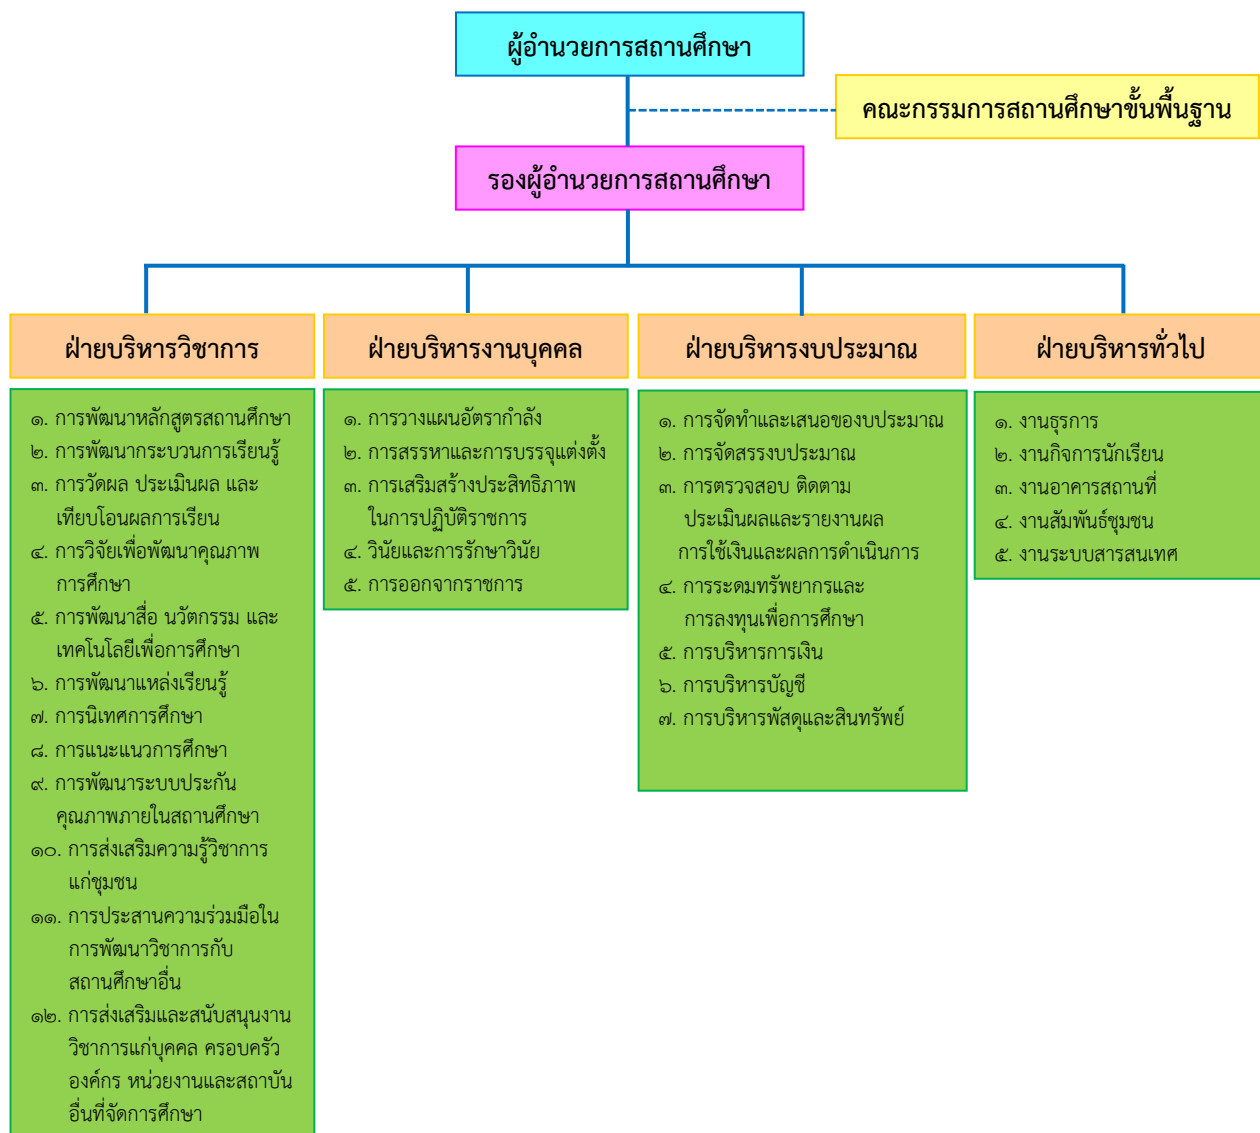 ผู้อำนวยการสถานศึกษา
คณะกรรมการสถานศึกษาขั้นพื้นฐาน
รองผู้อำนวยการสถานศึกษา
ฝ่ายบริหารวิชาการ
๑. การพัฒนาหลักสูตรสถานศึกษา
๒. การพัฒนากระบวนการเรียนรู้
๓. การวัดผล ประเมินผล และ
เทียบโอนผลการเรียน
๔. การวิจัยเพื่อพัฒนาคุณภาพ
การศึกษา
๕. การพัฒนาสื่อ นวัตกรรม และ
เทคโนโลยีเพื่อการศึกษา
๖. การพัฒนาแหล่งเรียนรู้
๗. การนิเทศการศึกษา
๘. การแนะแนวการศึกษา
๙. การพัฒนาระบบประกัน
คุณภาพภายในสถานศึกษา
๑๐. การส่งเสริมความรู้วิชาการ
แก่ชุมชน
๑๑. การประสานความร่วมมือใน
การพัฒนาวิชาการกับ
สถานศึกษาอื่น
๑๒. การส่งเสริมและสนับสนุนงาน
วิชาการแก่บุคคล ครอบครัว
องค์กร หน่วยงานและสถาบัน
อื่นที่จัดการศึกษา
ฝ่ายบริหารงานบุคคล
๑. การวางแผนอัตรากำลัง
๒. การสรรหาและการบรรจุแต่งตั้ง
๓. การเสริมสร้างประสิทธิภาพ
ในการปฏิบัติราชการ
๔. วินัยและการรักษาวินัย
๕. การออกจากราชการ
ฝ่ายบริหารงบประมาณ
๑. การจัดทำและเสนอของบประมาณ
๒. การจัดสรรงบประมาณ
๓. การตรวจสอบ ติดตาม
ประเมินผลและรายงานผล
การใช้เงินและผลการดำเนินการ
๔. การระดมทรัพยากรและ
การลงทุนเพื่อการศึกษา
๕. การบริหารการเงิน
๖. การบริหารบัญชี
๗. การบริหารพัสดุและสินทรัพย์
ฝ่ายบริหารทั่วไป
๑. งานธุรการ
๒. งานกิจการนักเรียน
๓. งานอาคารสถานที่
๔. งานสัมพันธ์ชุมชน
๕. งานระบบสารสนเทศ